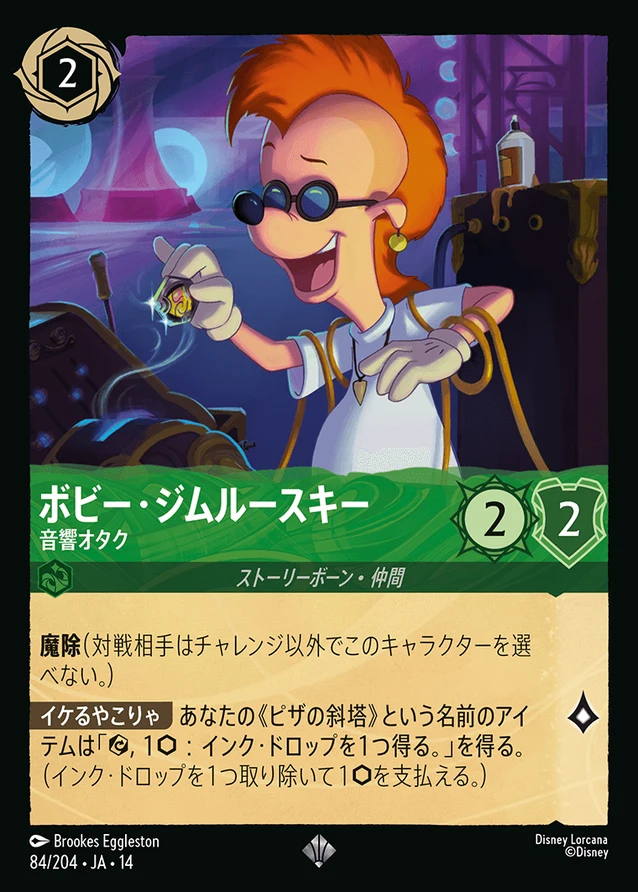 2
ボビー・ジムルースキー
音響オタク
2
2
ストーリーボーン・仲間
魔除(対戦相手はチャレンジ以外でこのキャラクターを選
べない。)
イケるやこりゃ あなたの《ピザの斜塔》という名前のアイ
テムは「, 1 : インク・ドロップを1つ得る。」を得る。
(インク・ドロップを1つ取り除いて1を支払える。)
Brookes Eggleston
84/204・JA・14
Disney Lorcana
©Disney